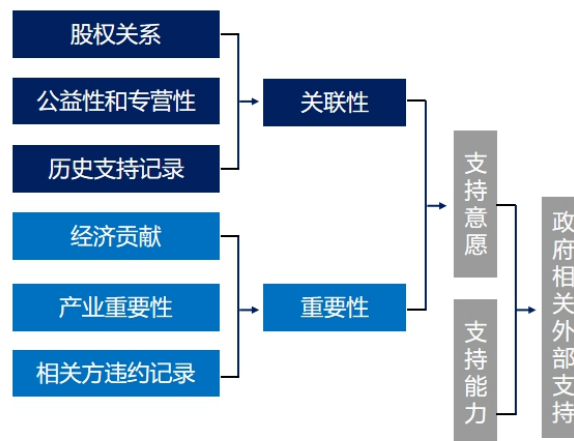 股权关系
公益性和专营性
历史支持记录
关联性
经济贡献
产业重要性
相关方违约记录
重要性
支持意愿
支持能力
政府相关外部支持